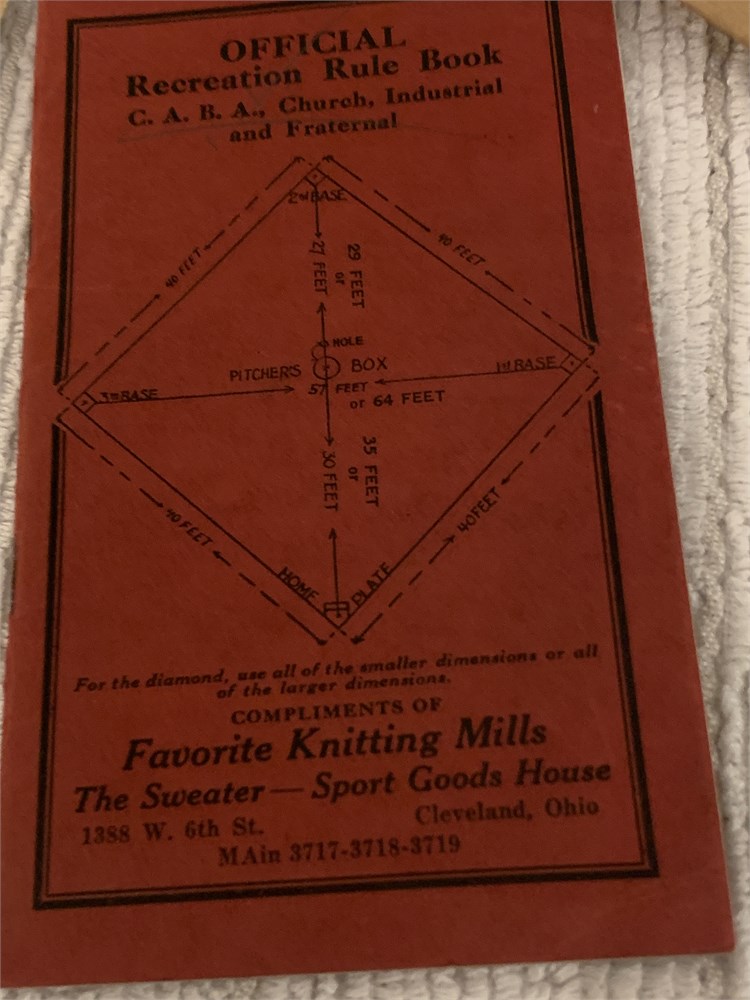 OFFICIAL
Recreation Rule Book
C. A. B. A., Church, Industrial
and Fraternal
2nd BASE
40 FEET
40 FEET
27 FEET
29 FEET
or
HOLE
PITCHER'S BOX
1st BASE
3rd BASE
57 FEET
or 64 FEET
30 FEET
35 FEET
or
40 FEET
40 FEET
HOME PLATE
For the diamond, use all of the smaller dimensions or all
of the larger dimensions.
COMPLIMENTS OF
Favorite Knitting Mills
The Sweater — Sport Goods House
1388 W. 6th St. Cleveland, Ohio
MAin 3717-3718-3719